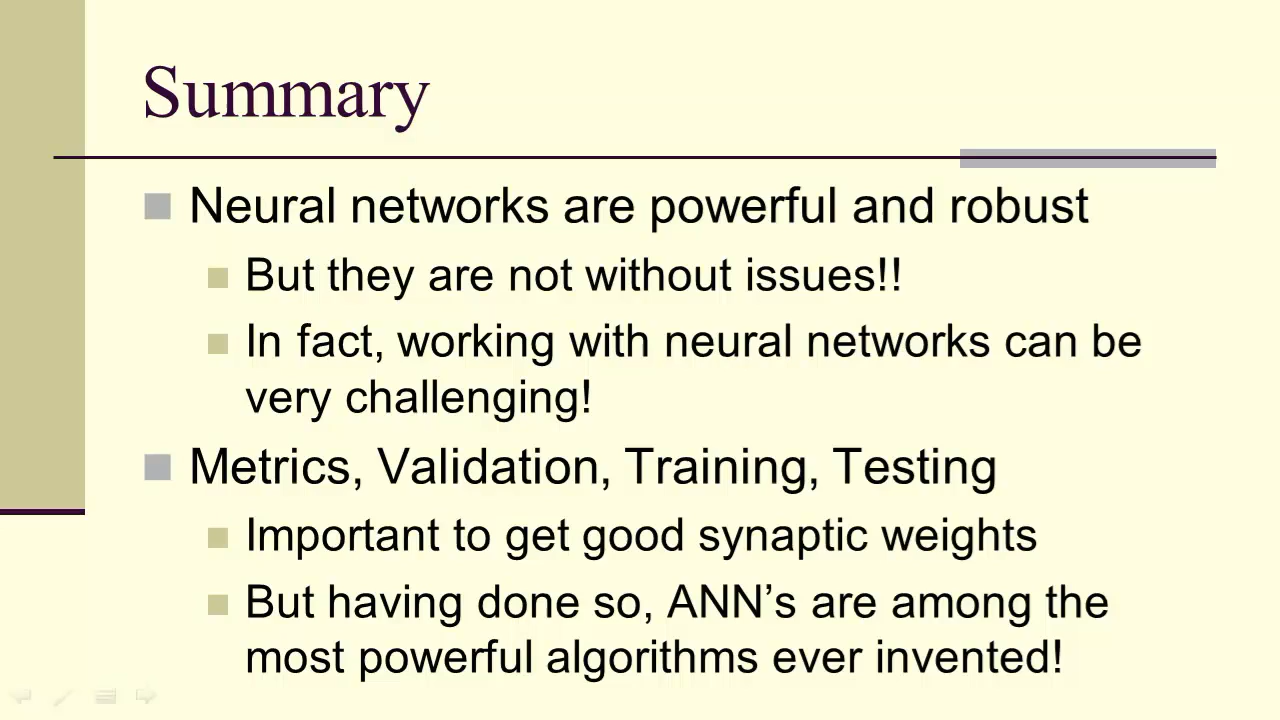 Summary
Neural networks are powerful and robust
But they are not without issues!!
In fact, working with neural networks can be
very challenging!
Metrics, Validation, Training, Testing
Important to get good synaptic weights
But having done so, ANN’s are among the
most powerful algorithms ever invented!